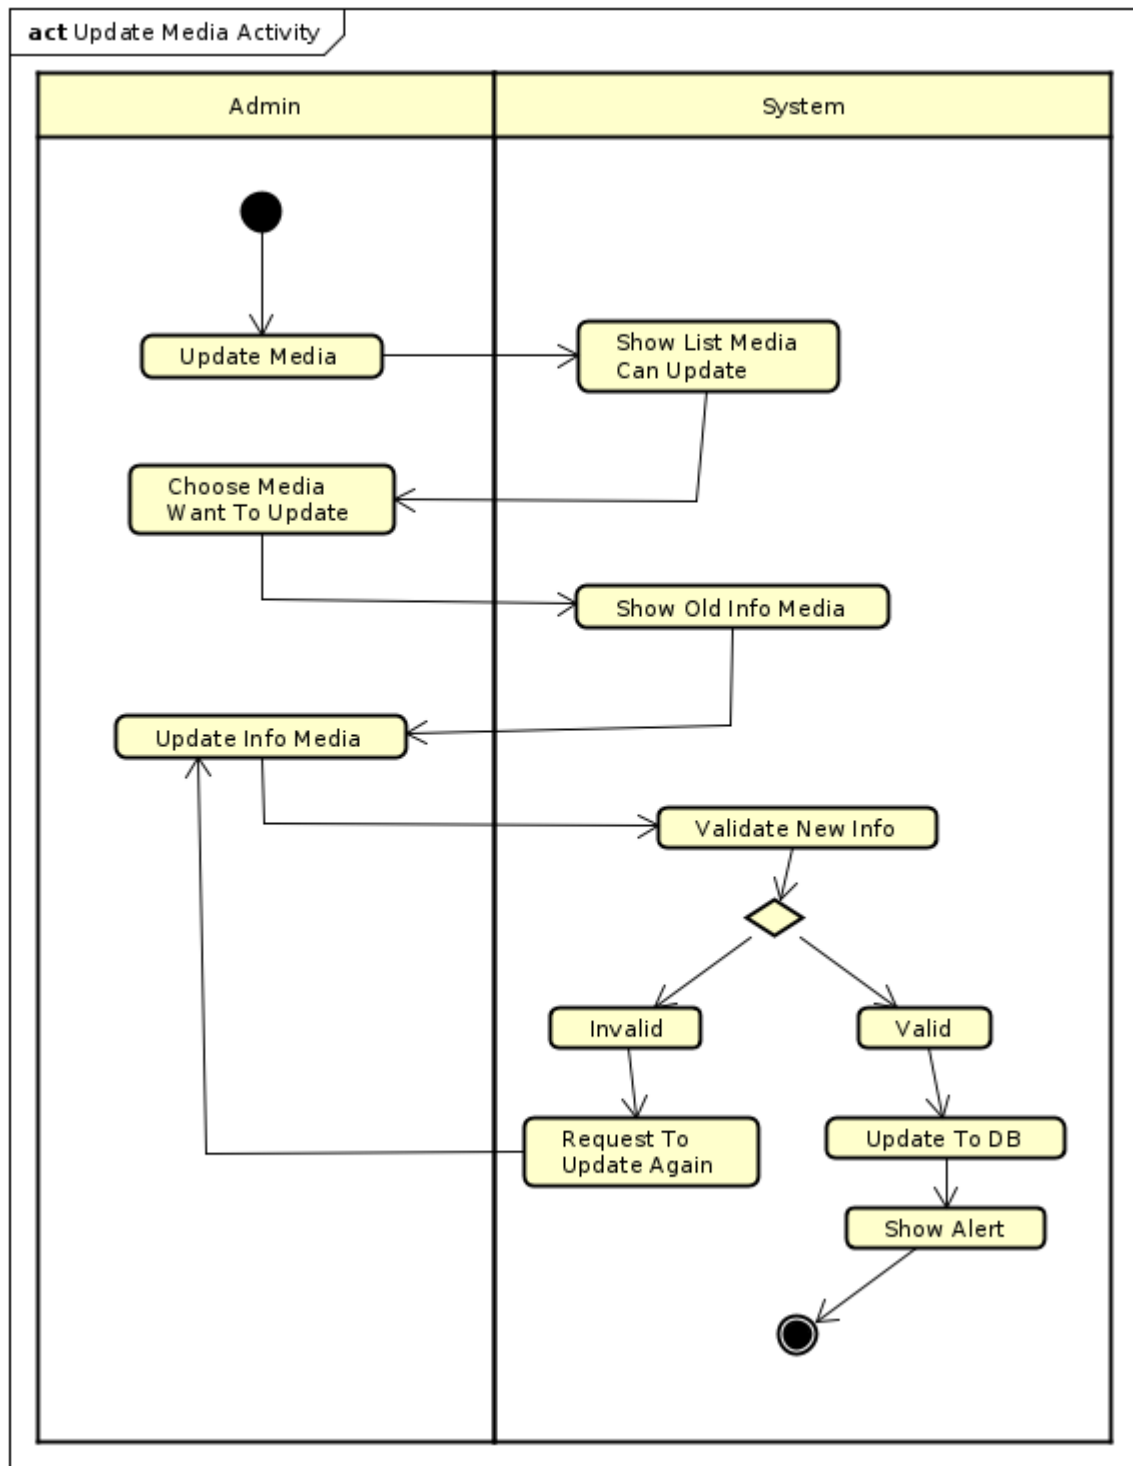 act Update Media Activity
Admin
System
Update Media
Show List Media
Can Update
Choose Media
Want To Update
Show Old Info Media
Update Info Media
Validate New Info
Invalid
Valid
Request To
Update Again
Update To DB
Show Alert